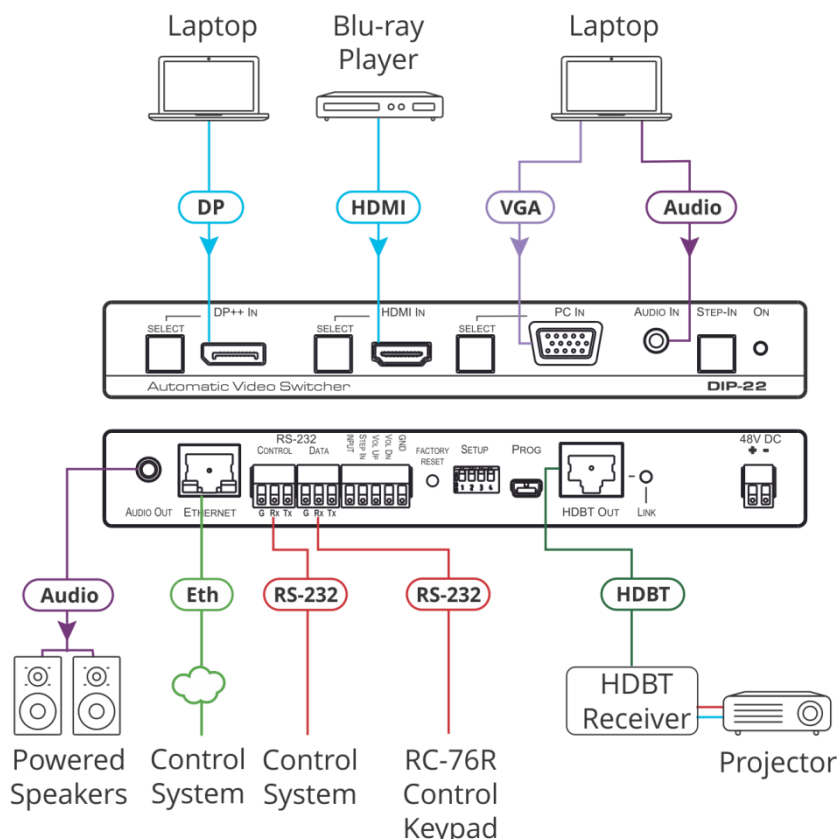 Laptop
Blu-ray
Player
Laptop
DP
HDMI
VGA
Audio
DP++ IN
HDMI IN
PC IN
AUDIO IN
STEP-IN
ON
SELECT
SELECT
SELECT
Automatic Video Switcher
DIP-22
RS-232
CONTROL
DATA
INPUT
STEP IN
VOL UP
VOL DN
GND
FACTORY
RESET
SETUP
PROG
48V DC
+ -
1 2 3 4
AUDIO OUT
ETHERNET
G Rx Tx
G Rx Tx
HDBT OUT
LINK
Audio
Eth
RS-232
RS-232
HDBT
HDBT
Receiver
Powered
Speakers
Control
System
Control
System
RC-76R
Control
Keypad
Projector